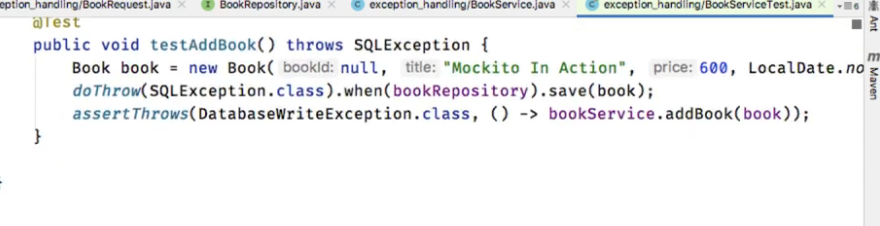 eption_handling/BookRequest.java BookRepository.java exception_handling/BookService.java exception_handling/BookServiceTest.java 6
@Test
public void testAddBook() throws SQLException {
Book book = new Book( bookId: null, title: "Mockito In Action", price: 600, LocalDate.no
doThrow(SQLException.class).when(bookRepository).save(book);
assertThrows(DatabaseWriteException.class, () -> bookService.addBook(book));
}
}
Ant
m
Maven